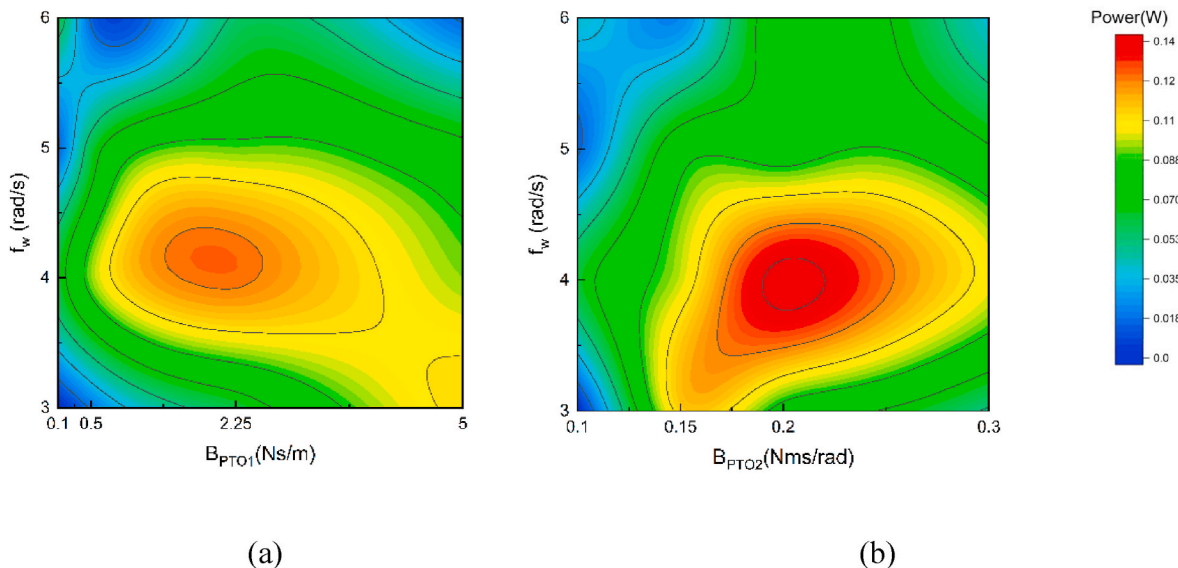 6
5
4
3
f_w (rad/s)
0.1 0.5 2.25 5
B_PTO1(Ns/m)
(a)
6
5
4
3
f_w (rad/s)
0.1 0.15 0.2 0.3
B_PTO2(Nms/rad)
(b)
Power(W)
0.14
0.12
0.11
0.088
0.070
0.053
0.035
0.018
0.0